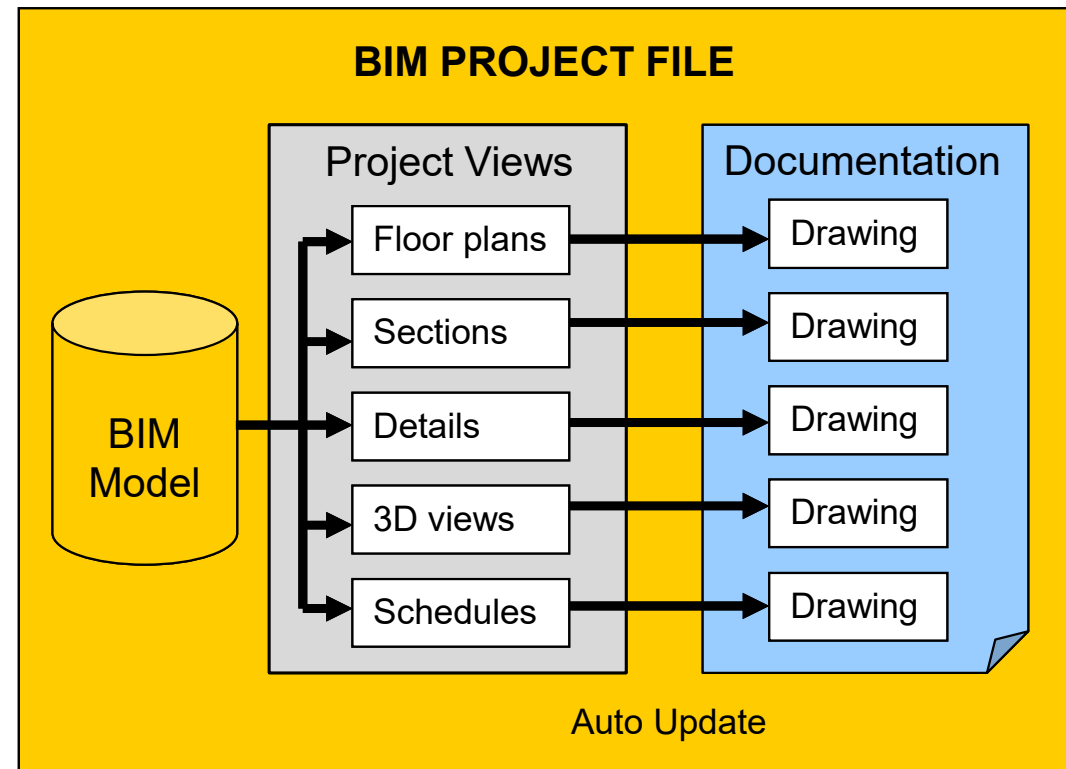 BIM PROJECT FILE
Project Views
Documentation
Floor plans
Drawing
Sections
Drawing
BIM
Model
Details
Drawing
3D views
Drawing
Schedules
Drawing
Auto Update